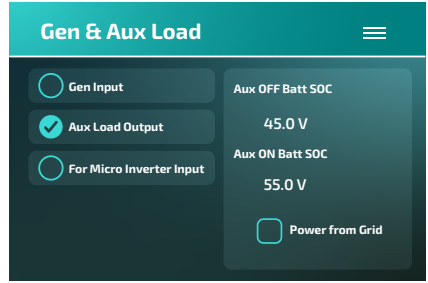 Gen & Aux Load
Gen Input
Aux Load Output
For Micro Inverter Input
Aux OFF Batt SOC
45.0 V
Aux ON Batt SOC
55.0 V
Power from Grid